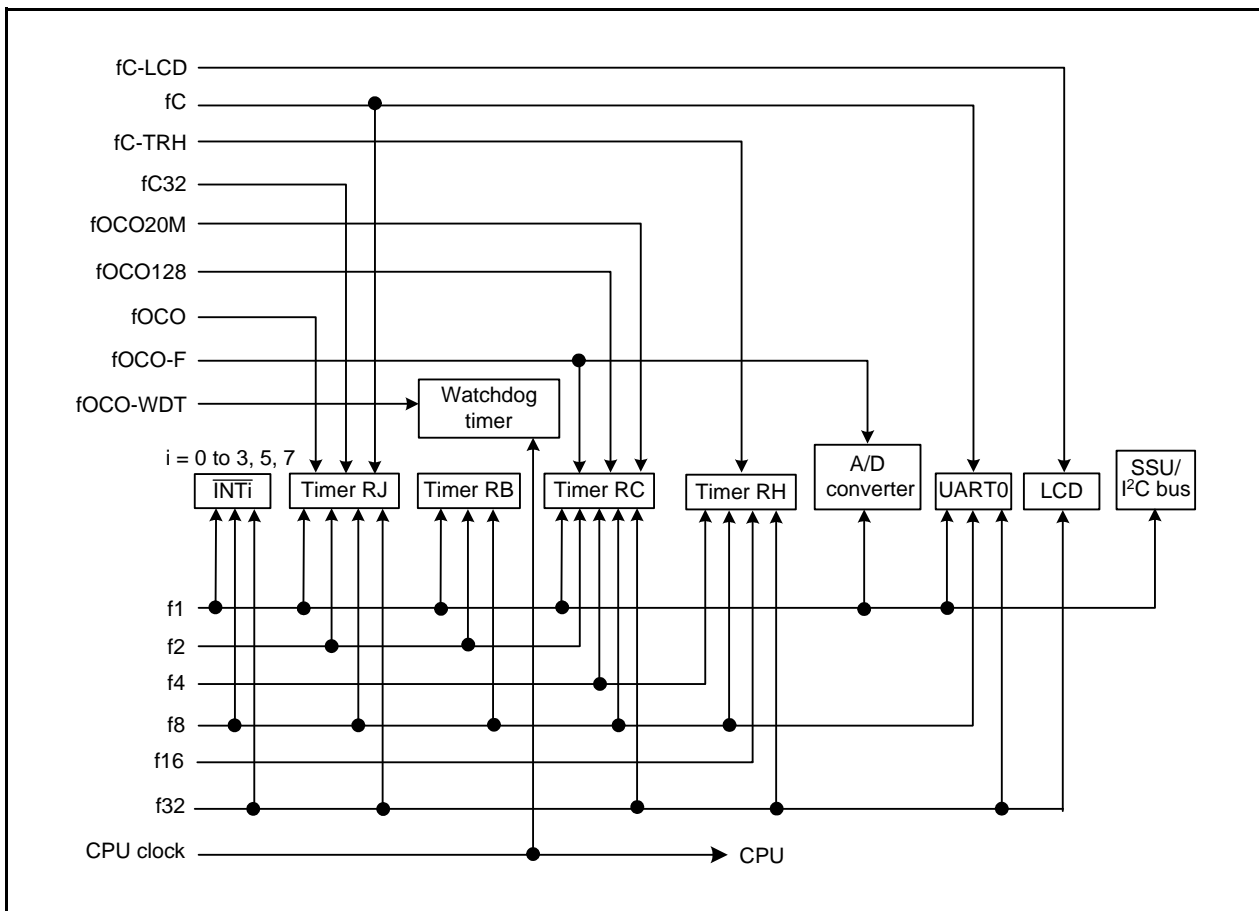 fC-LCD
fC
fC-TRH
fC32
fOCO20M
fOCO128
fOCO
fOCO-F
fOCO-WDT
Watchdog
timer
i = 0 to 3, 5, 7
INTi
Timer RJ
Timer RB
Timer RC
Timer RH
A/D
converter
UART0
LCD
SSU/
I²C bus
f1
f2
f4
f8
f16
f32
CPU clock
CPU